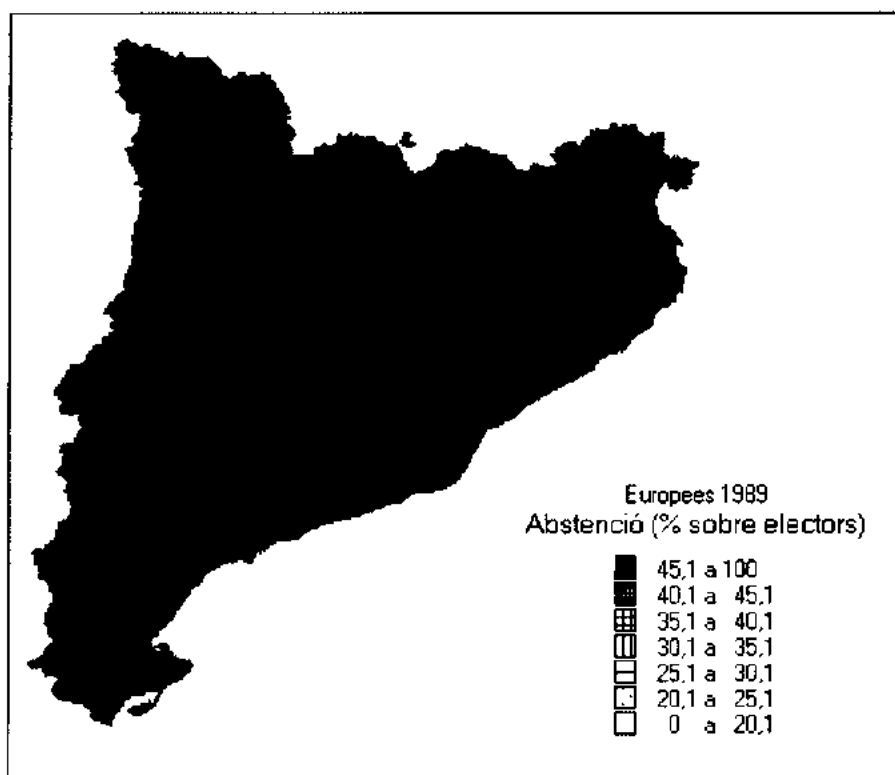 Europees 1989
Abstenció (% sobre electors)
45,1 a 100
40,1 a 45,1
35,1 a 40,1
30,1 a 35,1
25,1 a 30,1
20,1 a 25,1
0 a 20,1